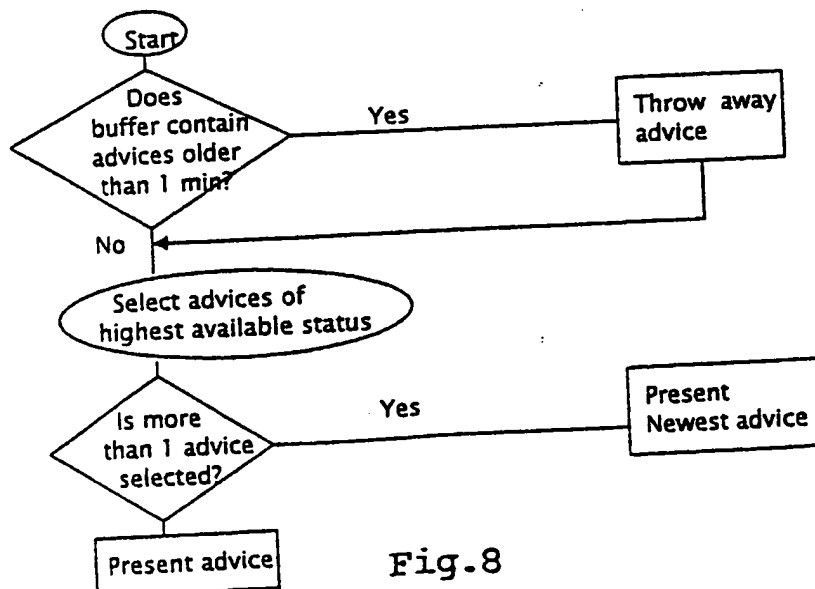 Start
Does
buffer contain
advices older
than 1 min?
Yes
Throw away
advice
No
Select advices of
highest available status
Is more
than 1 advice
selected?
Yes
Present
Newest advice
Present advice
Fig.8